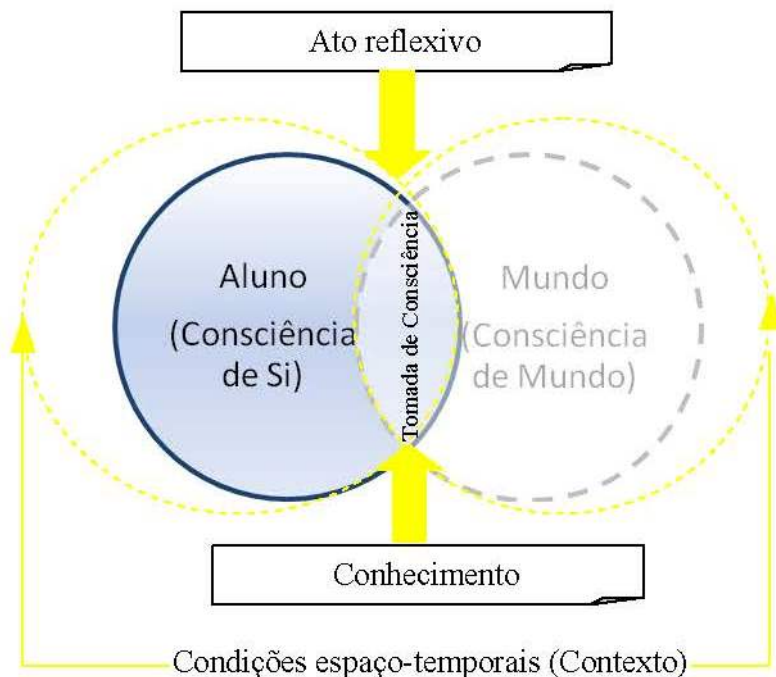 Ato reflexivo
Aluno
(Consciência
de Si)
Tomada de Consciência
Mundo
(Consciência
de Mundo)
Conhecimento
Condições espaço-temporais (Contexto)